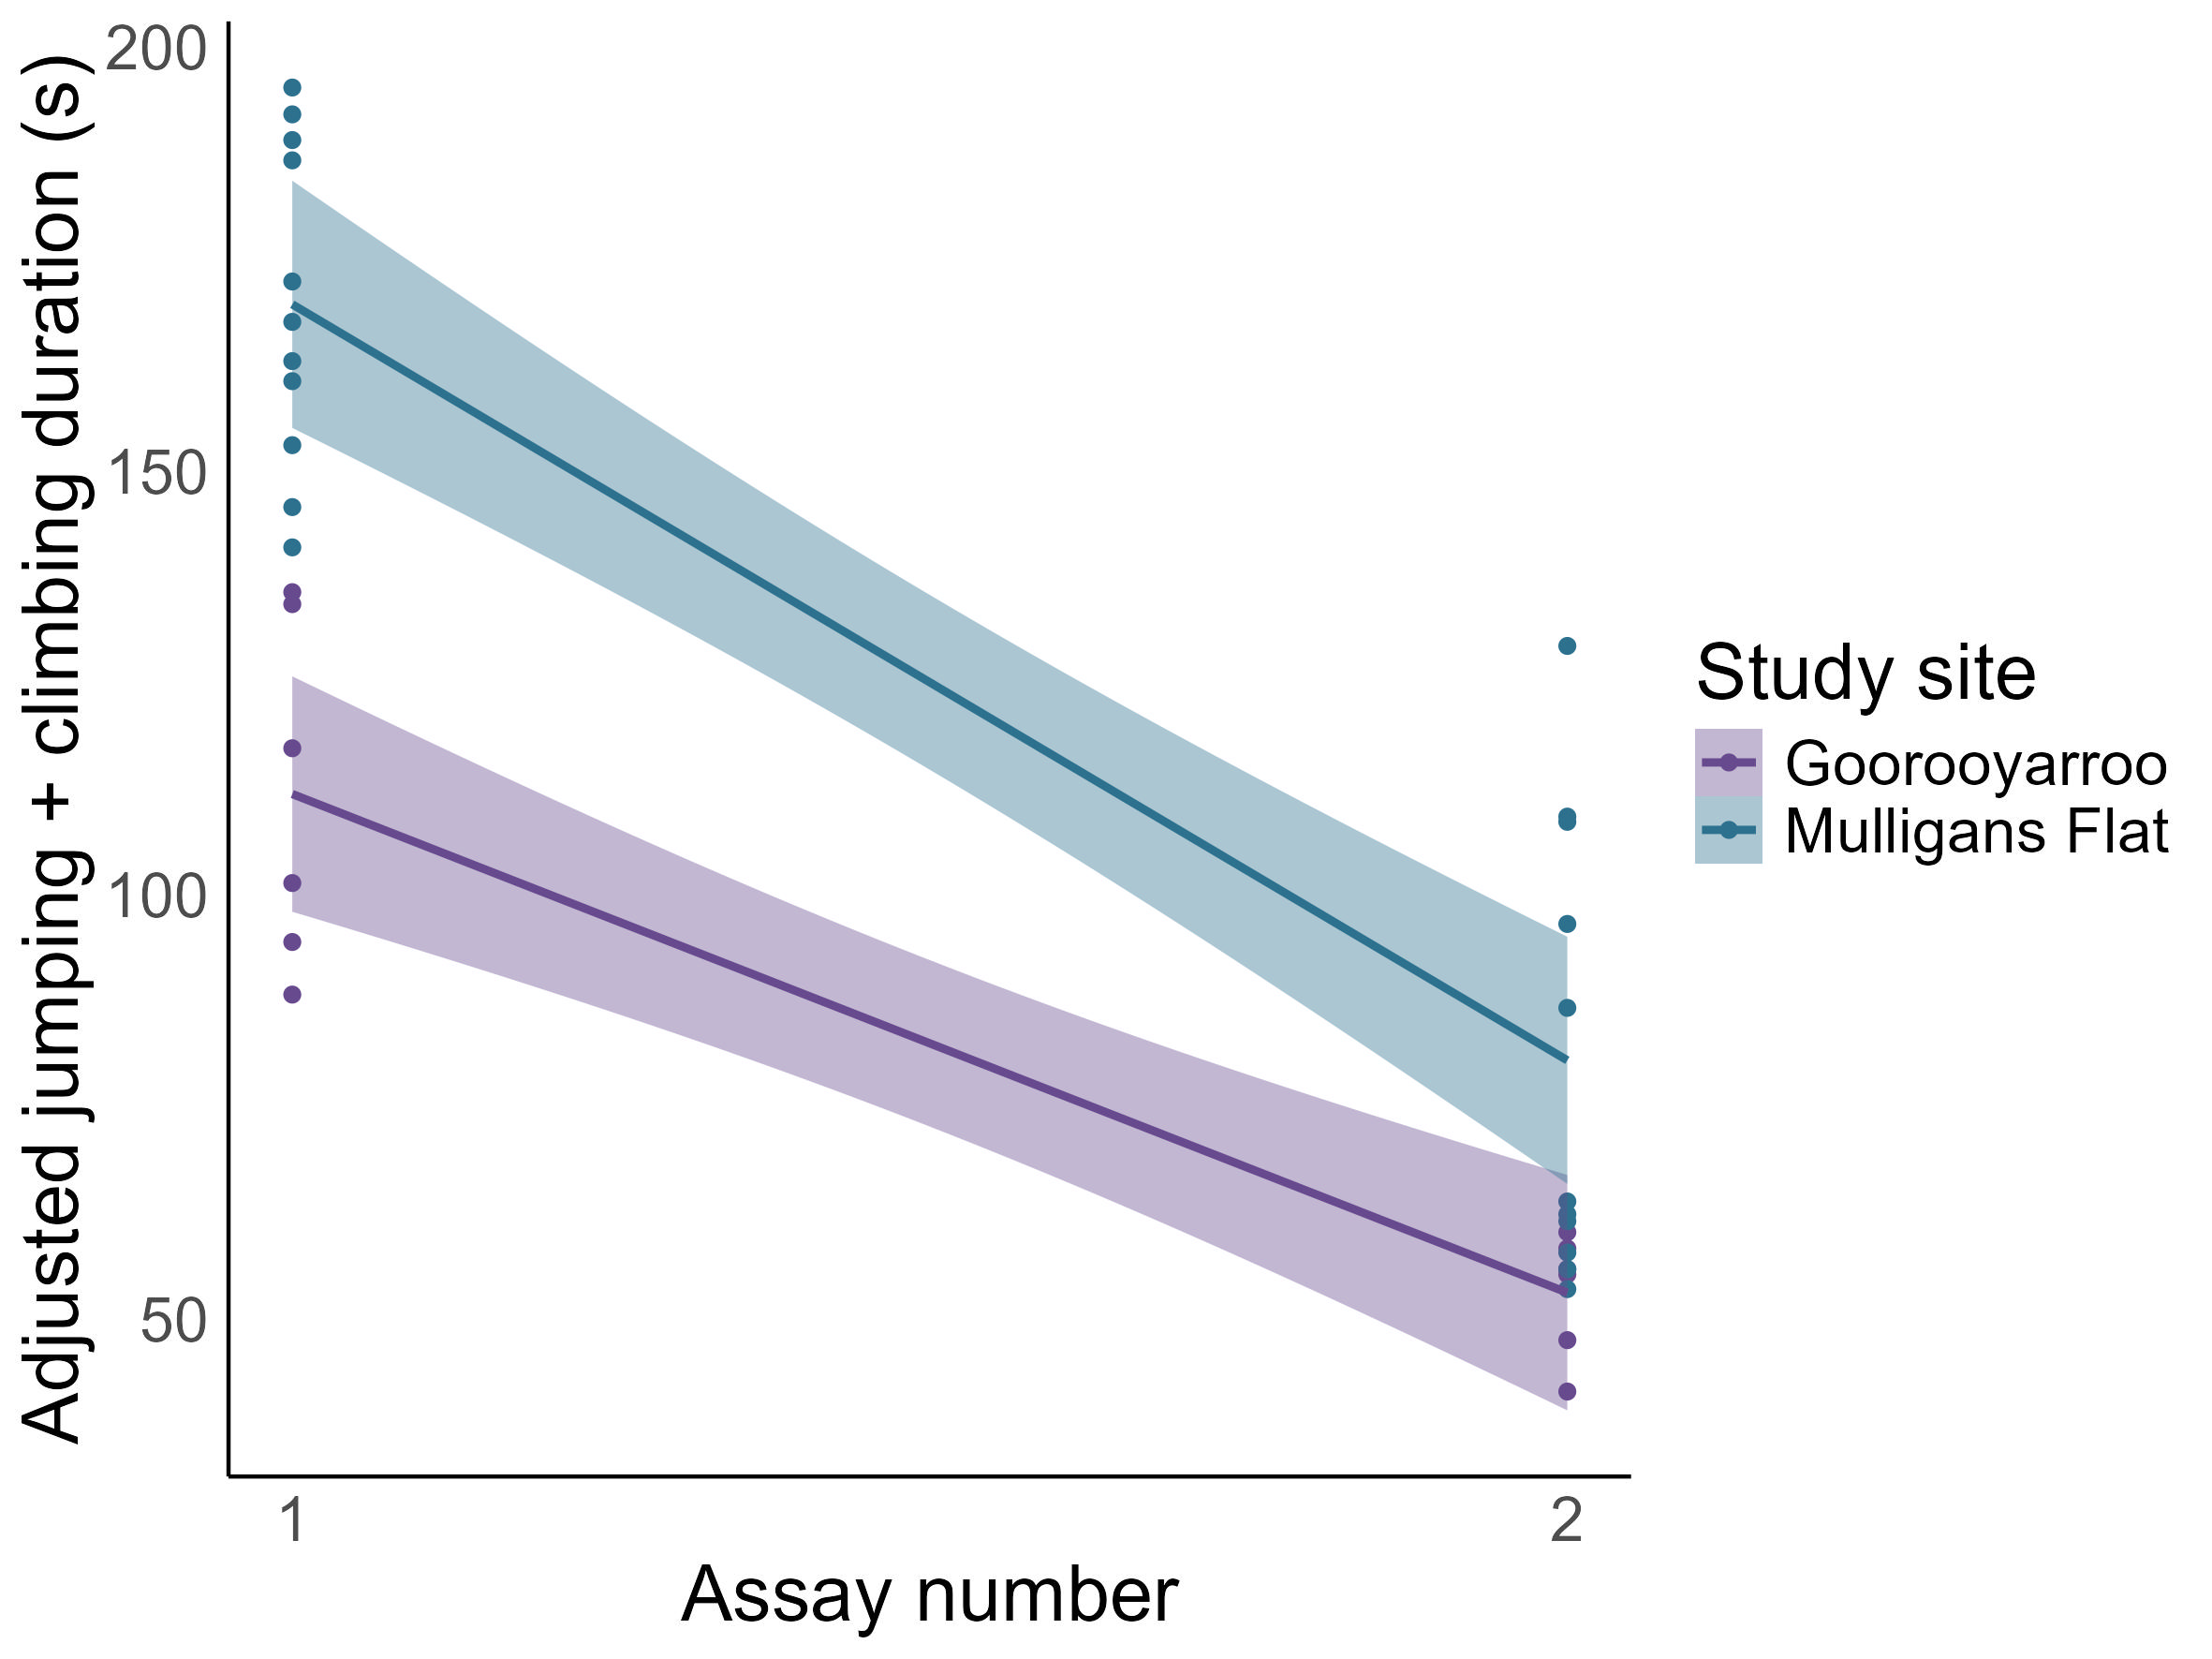 Adjusted jumping + climbing duration (s)
200
150
100
50
1
2
Assay number
Study site
Goorooyarroo
Mulligans Flat